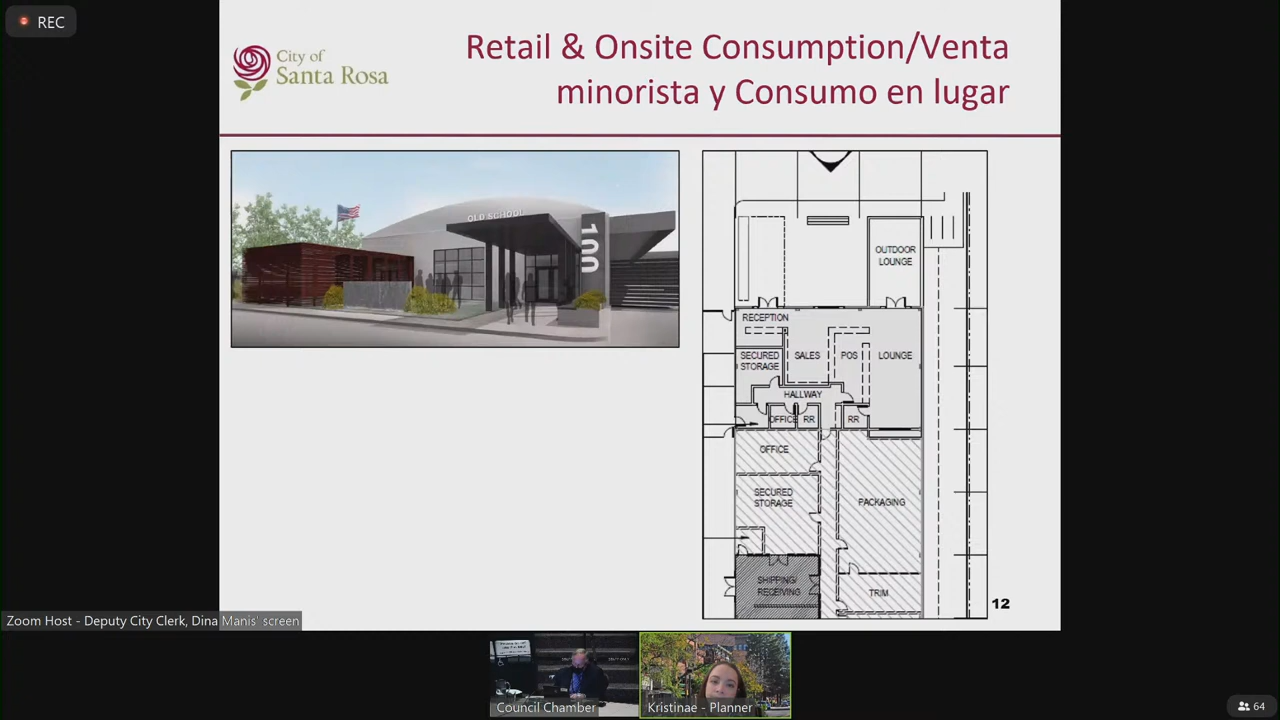 REC
City of
Santa Rosa
Retail & Onsite Consumption/Venta
minorista y Consumo en lugar
OLD SCHOOL
100
OUTDOOR
LOUNGE
RECEPTION
SECURED
STORAGE
SALES
POS
LOUNGE
HALLWAY
OFFICE
RR
RR
OFFICE
SECURED
STORAGE
PACKAGING
SHIPPING/
RECEIVING
TRIM
12
Zoom Host - Deputy City Clerk, Dina Manis' screen
Council Chamber
Kristinae - Planner
64